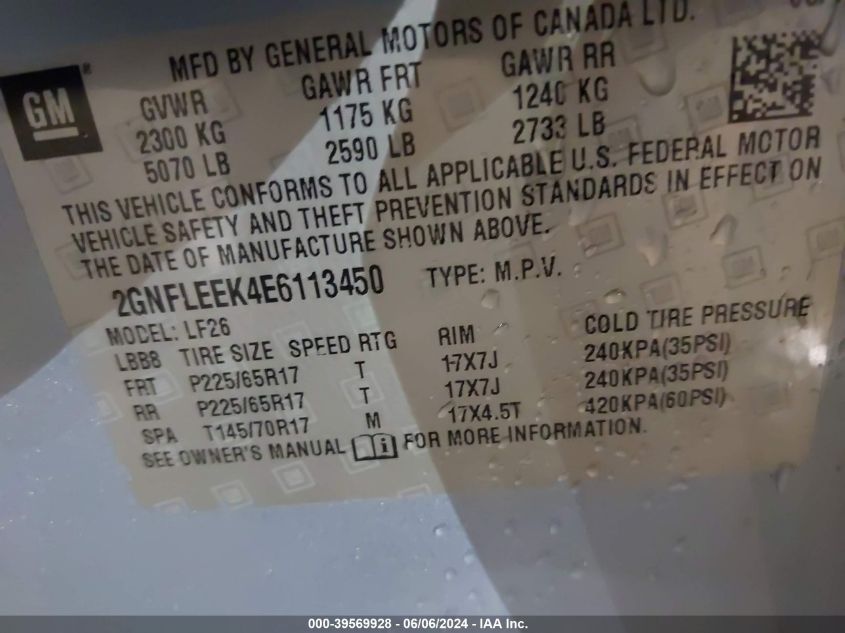 MFD BY GENERAL MOTORS OF CANADA LTD.
GM
GVWR GAWR FRT GAWR RR
2300 KG 1175 KG 1240 KG
5070 LB 2590 LB 2733 LB
THIS VEHICLE CONFORMS TO ALL APPLICABLE U.S. FEDERAL MOTOR
VEHICLE SAFETY AND THEFT PREVENTION STANDARDS IN EFFECT ON
THE DATE OF MANUFACTURE SHOWN ABOVE.
2GNFLEEK4E6113450 TYPE: M.P.V.
MODEL: LF26
LBB8 TIRE SIZE SPEED RTG RIM COLD TIRE PRESSURE
FRT P225/65R17 T 17X7J 240KPA(35PSI)
RR P225/65R17 T 17X7J 240KPA(35PSI)
SPA T145/70R17 M 17X4.5T 420KPA(60PSI)
SEE OWNER'S MANUAL FOR MORE INFORMATION.
000-39569928 - 06/06/2024 - IAA Inc.